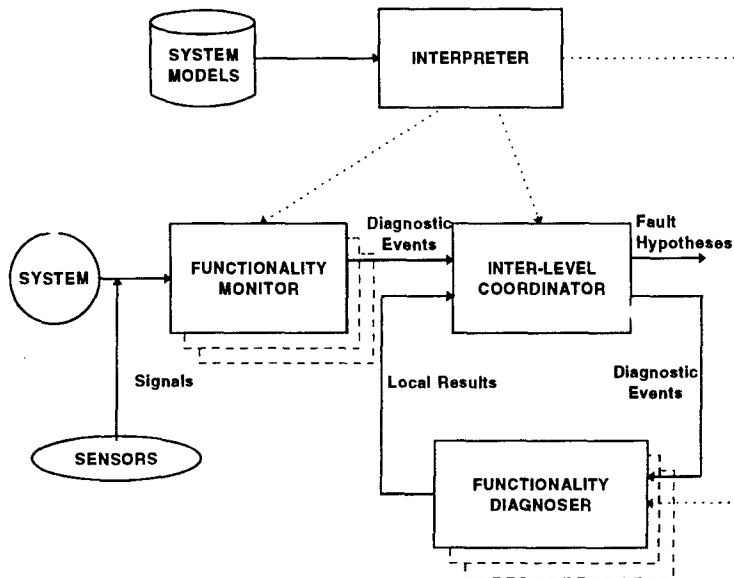 SYSTEM
MODELS
INTERPRETER
SYSTEM
FUNCTIONALITY
MONITOR
Diagnostic
Events
INTER-LEVEL
COORDINATOR
Fault
Hypotheses
Signals
Local Results
Diagnostic
Events
SENSORS
FUNCTIONALITY
DIAGNOSER